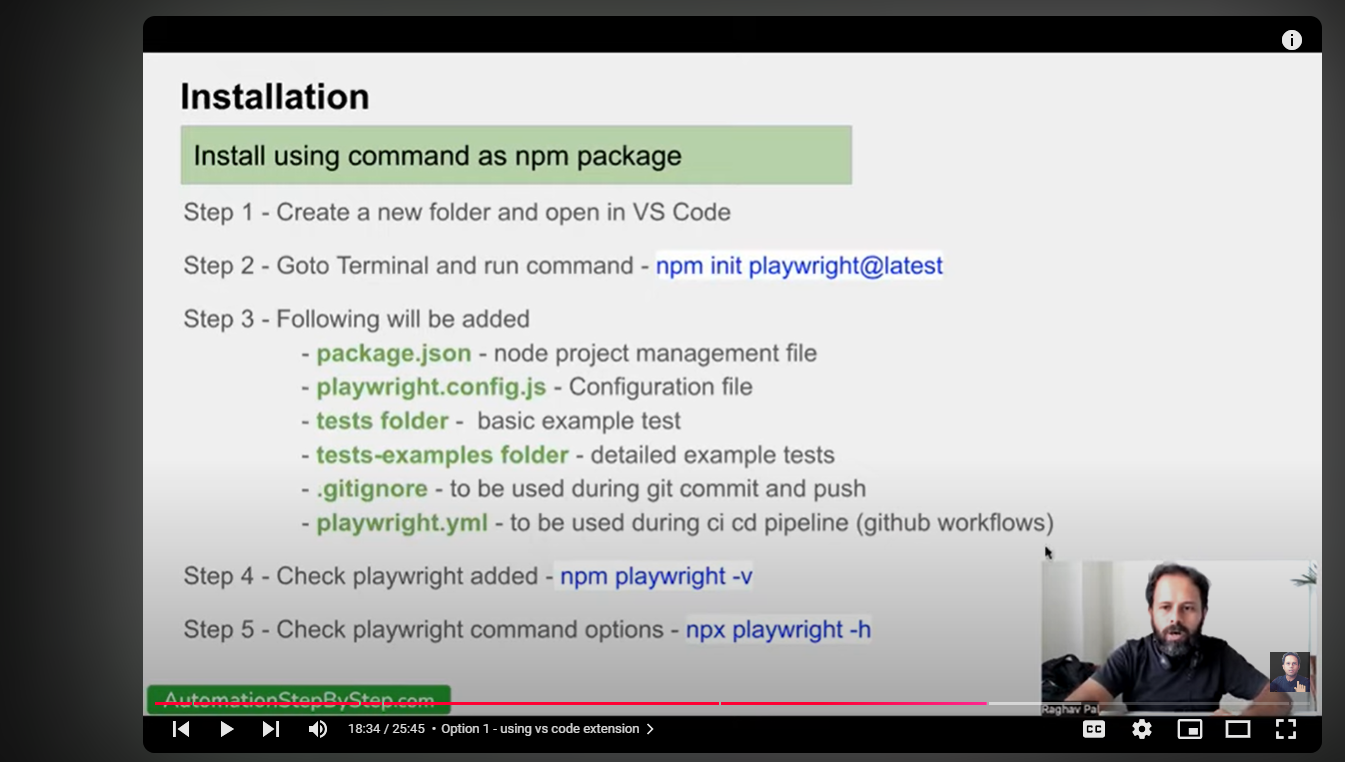 Installation
Install using command as npm package
Step 1 - Create a new folder and open in VS Code
Step 2 - Goto Terminal and run command - npm init playwright@latest
Step 3 - Following will be added
- package.json - node project management file
- playwright.config.js - Configuration file
- tests folder - basic example test
- tests-examples folder - detailed example tests
- .gitignore - to be used during git commit and push
- playwright.yml - to be used during ci cd pipeline (github workflows)
Step 4 - Check playwright added - npm playwright -v
Step 5 - Check playwright command options - npx playwright -h
AutomationStepByStep.com
Raghav Pal
18:34 / 25:45 • Option 1 - using vs code extension
CC